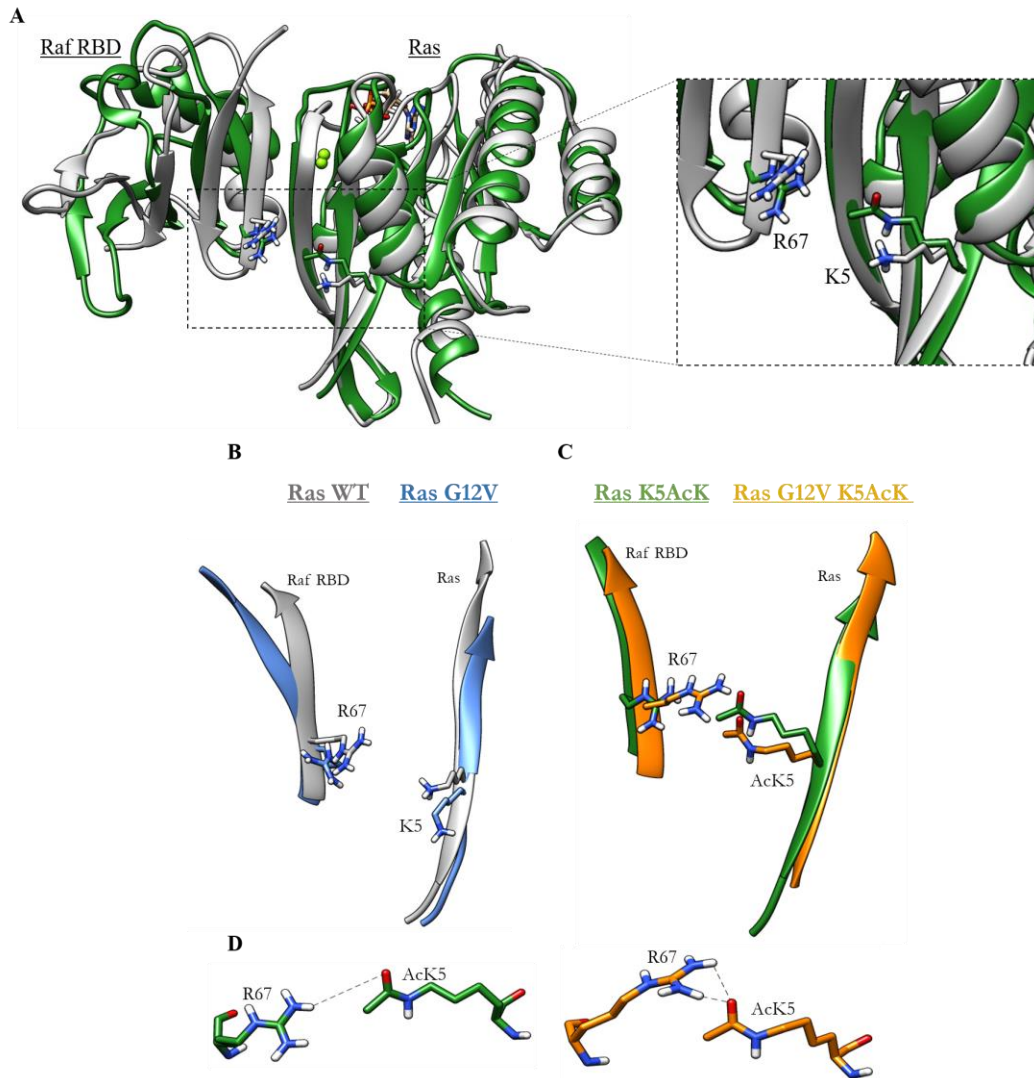 A
Raf RBD
Ras
R67
K5
B
C
Ras WT
Ras G12V
Ras K5AcK
Ras G12V K5AcK
Raf RBD
Ras
R67
K5
Raf RBD
Ras
R67
AcK5
D
R67
AcK5
R67
AcK5